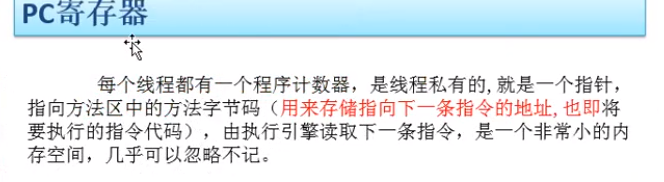 PC寄存器
每个线程都有一个程序计数器，是线程私有的,就是一个指针，
指向方法区中的方法字节码（用来存储指向下一条指令的地址,也即将
要执行的指令代码），由执行引擎读取下一条指令，是一个非常小的内
存空间，几乎可以忽略不记。